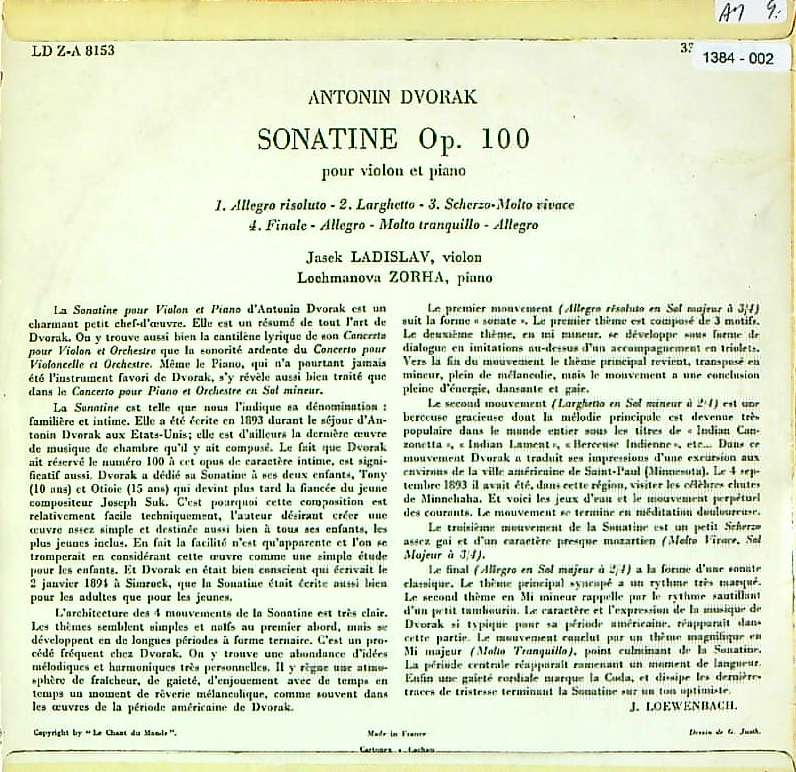 AM 9.-
LD Z-A 8153
33
1384 - 002
ANTONIN DVORAK
SONATINE Op. 100
pour violon et piano
1. Allegro risoluto - 2. Larghetto - 3. Scherzo-Molto vivace
4. Finale - Allegro - Molto tranquillo - Allegro
Jasek LADISLAV, violon
Lochmanova ZORHA, piano
La Sonatine pour Violon et Piano d'Antonin Dvorak est un
charmant petit chef-d'œuvre. Elle est un résumé de tout l'art de
Dvorak. On y trouve aussi bien la cantilène lyrique de son Concerto
pour Violon et Orchestre que la sonorité ardente du Concerto pour
Violoncelle et Orchestre. Même le Piano, qui n'a pourtant jamais
été l'instrument favori de Dvorak, s'y révèle aussi bien traité que
dans le Concerto pour Piano et Orchestre en Sol mineur.
La Sonatine est telle que nous l'indique sa dénomination :
familière et intime. Elle a été écrite en 1893 durant le séjour d'An-
tonin Dvorak aux Etats-Unis; elle est d'ailleurs la dernière œuvre
de musique de chambre qu'il y ait composé. Le fait que Dvorak
ait réservé le numéro 100 à cet opus de caractère intime, est signi-
ficatif aussi. Dvorak a dédié sa Sonatine à ses deux enfants, Tony
(10 ans) et Otioie (15 ans) qui devint plus tard la fiancée du jeune
compositeur Joseph Suk. C'est pourquoi cette composition est
relativement facile techniquement, l'auteur désirant créer une
œuvre assez simple et destinée aussi bien à tous ses enfants, les
plus jeunes inclus. En fait la facilité n'est qu'apparente et l'on se
tromperait en considérant cette œuvre comme une simple étude
pour les enfants. Et Dvorak en était bien conscient qui écrivait le
2 janvier 1894 à Simrock, que la Sonatine était écrite aussi bien
pour les adultes que pour les jeunes.
L'architecture des 4 mouvements de la Sonatine est très clair.
Les thèmes semblent simples et naïfs au premier abord, mais se
développent en de longues périodes à forme ternaire. C'est un pro-
cédé fréquent chez Dvorak. On y trouve une abondance d'idées
mélodiques et harmoniques très personnelles. Il y règne une atmo-
sphère de fraîcheur, de gaieté, d'enjouement avec de temps en
temps un moment de rêverie mélancolique, comme souvent dans
les œuvres de la période américaine de Dvorak.
Le premier mouvement (Allegro résoluto en Sol majeur à 3/4)
suit la forme « sonate ». Le premier thème est composé de 3 motifs.
Le deuxième thème, en mi mineur, se développe sous forme de
dialogue en imitations au-dessus d'un accompagnement en triolets.
Vers la fin du mouvement le thème principal revient, transposé en
mineur, plein de mélancolie, mais le mouvement a une conclusion
pleine d'énergie, dansante et gaie.
Le second mouvement (Larghetto en Sol mineur à 2/4) est une
berceuse gracieuse dont la mélodie principale est devenue très
populaire dans le monde entier sous les titres de « Indian Can-
zonetta », « Indian Lament », « Berceuse Indienne », etc... Dans ce
mouvement Dvorak a traduit ses impressions d'une excursion aux
environs de la ville américaine de Saint-Paul (Minnesota). Le 4 sep-
tembre 1893 il avait été, dans cette région, visiter les célèbres chutes
de Minnehaha. Et voici les jeux d'eau et le mouvement perpétuel
des courants. Le mouvement se termine en méditation douloureuse.
Le troisième mouvement de la Sonatine est un petit Scherzo
assez gai et d'un caractère presque mozartien (Molto Vivace, Sol
Majeur à 3/4).
Le final (Allegro en Sol majeur à 2/4) a la forme d'une sonate
classique. Le thème principal syncopé a un rythme très marqué.
Le second thème en Mi mineur rappelle par le rythme sautillant
d'un petit tambourin. Le caractère et l'expression de la musique de
Dvorak si typique pour sa période américaine, réapparaît dans
cette partie. Le mouvement conclut par un thème magnifique en
Mi majeur (Molto Tranquillo), point culminant de la Sonatine.
La période centrale réapparaît ramenant un moment de langueur.
Enfin une gaieté cordiale marque la Coda, et dissipe les dernières
traces de tristesse terminant la Sonatine sur un ton optimiste.
J. LOEWENBACH.
Copyright by " Le Chant du Monde ".
Made in France
Dessin de G. Juoth.
Cartonex - Lachau